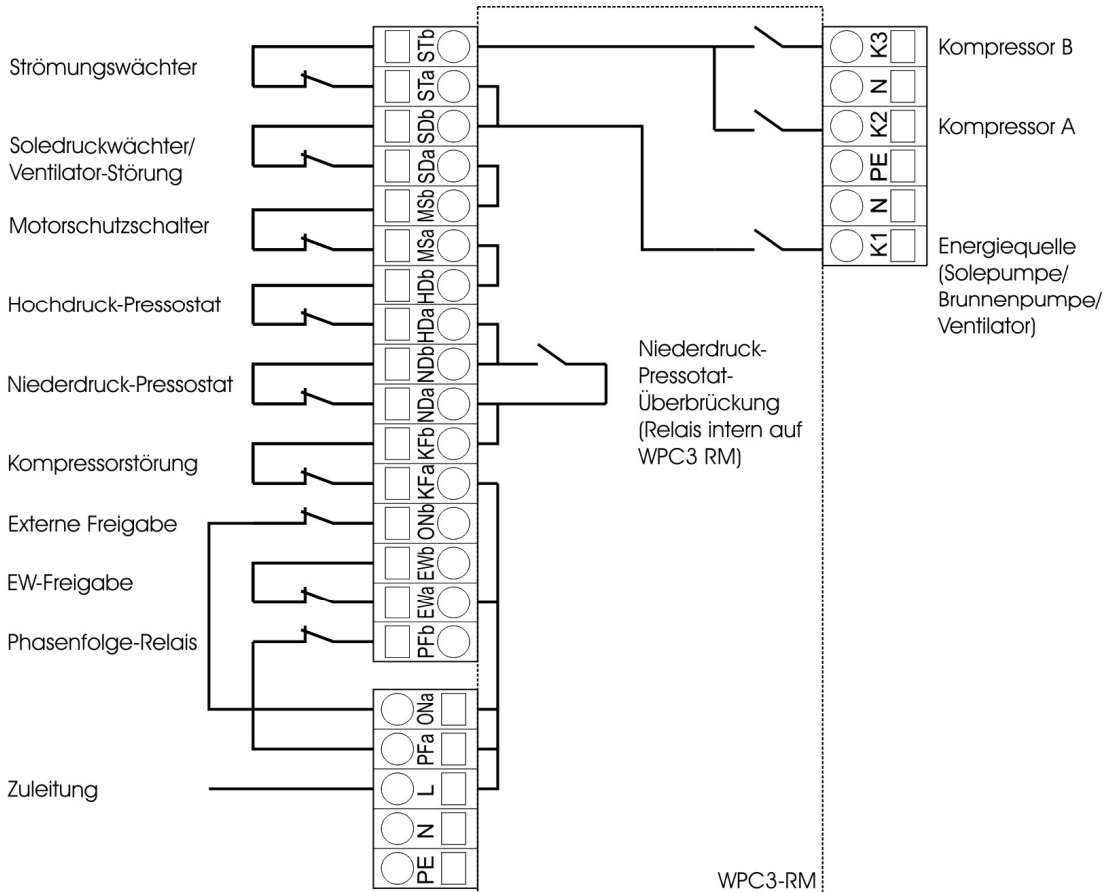 Strömungswächter
Soledruckwächter/
Ventilator-Störung
Motorschutzschalter
Hochdruck-Pressostat
Niederdruck-Pressostat
Kompressorstörung
Externe Freigabe
EW-Freigabe
Phasenfolge-Relais
Zuleitung
STb
STa
SDb
SDa
MSb
MSa
HDb
HDa
NDb
NDa
KFb
KFa
ONb
EWb
EWa
PFb
ONa
PFa
L
N
PE
Niederdruck-
Pressotat-
Überbrückung
(Relais intern auf
WPC3 RM)
K3
N
K2
PE
N
K1
Kompressor B
Kompressor A
Energiequelle
(Solepumpe/
Brunnenpumpe/
Ventilator)
WPC3-RM